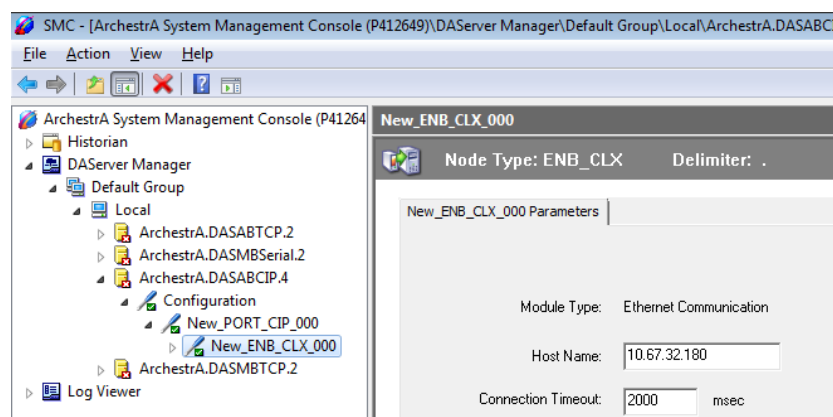 SMC - [ArchestrA System Management Console (P412649)\DAServer Manager\Default Group\Local\ArchestrA.DASABCI
File Action View Help
ArchestrA System Management Console (P41264
Historian
DAServer Manager
Default Group
Local
ArchestrA.DASABTCP.2
ArchestrA.DASMBSerial.2
ArchestrA.DASABCIP.4
Configuration
New_PORT_CIP_000
New_ENB_CLX_000
ArchestrA.DASMBTCP.2
Log Viewer
New_ENB_CLX_000
Node Type: ENB_CLX Delimiter: .
New_ENB_CLX_000 Parameters
Module Type: Ethernet Communication
Host Name: 10.67.32.180
Connection Timeout: 2000 msec